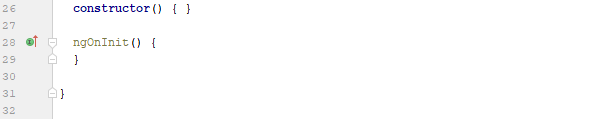 26 constructor() { }
27
28 ngOnInit() {
29 }
30
31 }
32